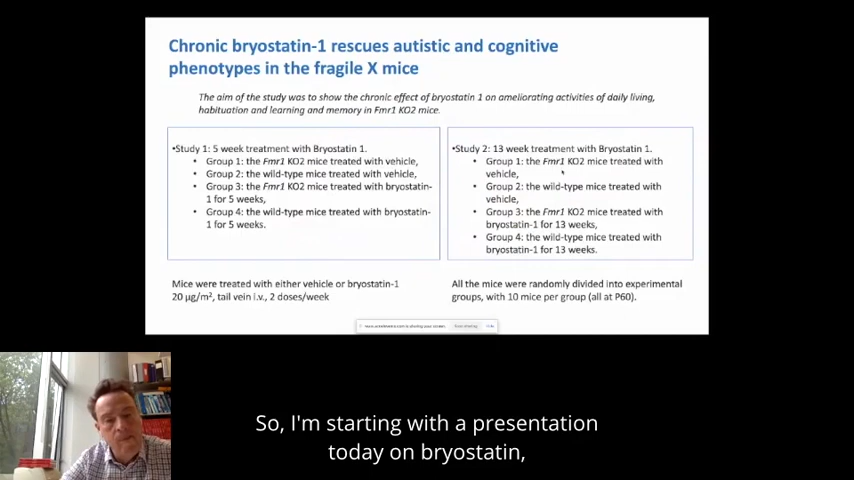 Chronic bryostatin-1 rescues autistic and cognitive
phenotypes in the fragile X mice
The aim of the study was to show the chronic effect of bryostatin 1 on ameliorating activities of daily living,
habituation and learning and memory in Fmr1 KO2 mice.
•Study 1: 5 week treatment with Bryostatin 1.
• Group 1: the Fmr1 KO2 mice treated with vehicle,
• Group 2: the wild-type mice treated with vehicle,
• Group 3: the Fmr1 KO2 mice treated with bryostatin-
1 for 5 weeks,
• Group 4: the wild-type mice treated with bryostatin-
1 for 5 weeks.
Mice were treated with either vehicle or bryostatin-1
20 µg/m², tail vein i.v., 2 doses/week
•Study 2: 13 week treatment with Bryostatin 1.
• Group 1: the Fmr1 KO2 mice treated with
vehicle,
• Group 2: the wild-type mice treated with
vehicle,
• Group 3: the Fmr1 KO2 mice treated with
bryostatin-1 for 13 weeks,
• Group 4: the wild-type mice treated with
bryostatin-1 for 13 weeks.
All the mice were randomly divided into experimental
groups, with 10 mice per group (all at P60).
So, I'm starting with a presentation
today on bryostatin,